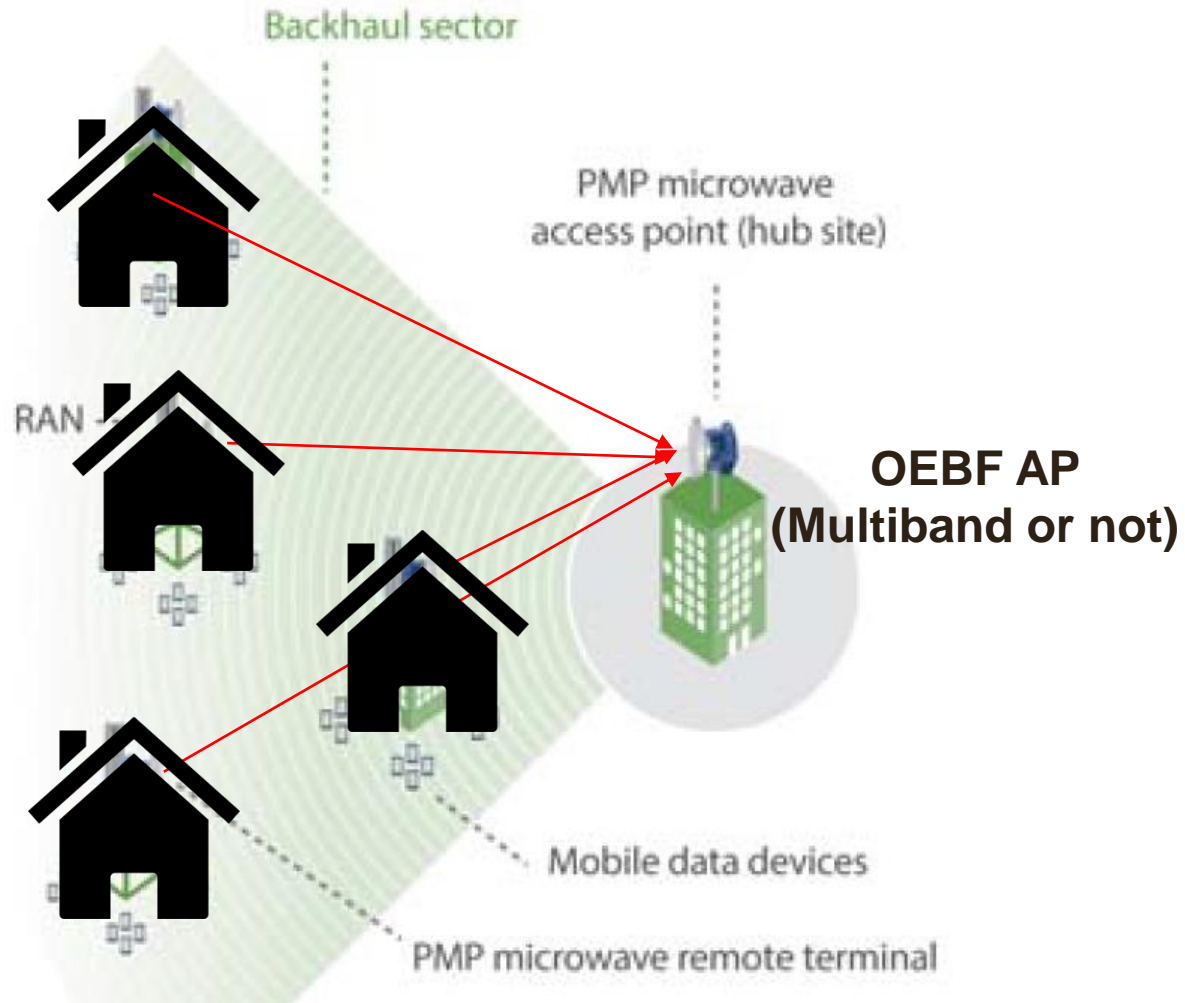 Backhaul sector
PMP microwave
access point (hub site)
RAN
OEBF AP
(Multiband or not)
Mobile data devices
PMP microwave remote terminal